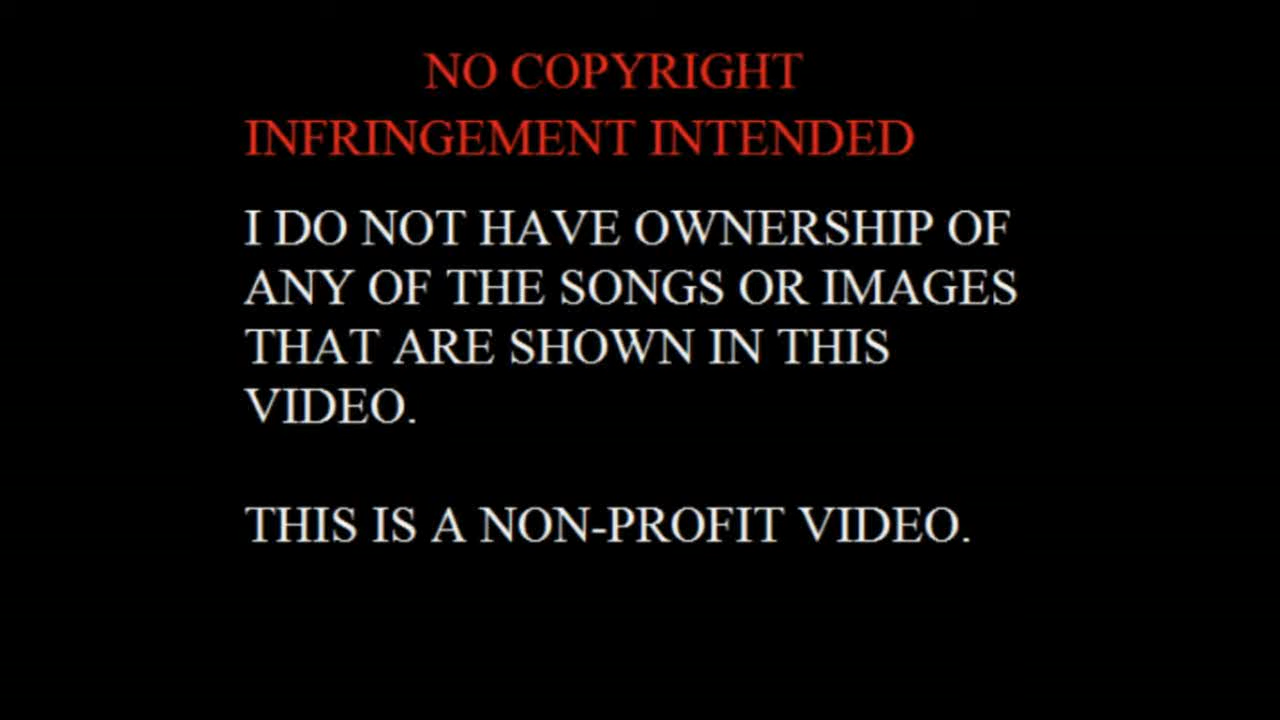 NO COPYRIGHT
INFRINGEMENT INTENDED
I DO NOT HAVE OWNERSHIP OF
ANY OF THE SONGS OR IMAGES
THAT ARE SHOWN IN THIS
VIDEO.
THIS IS A NON-PROFIT VIDEO.